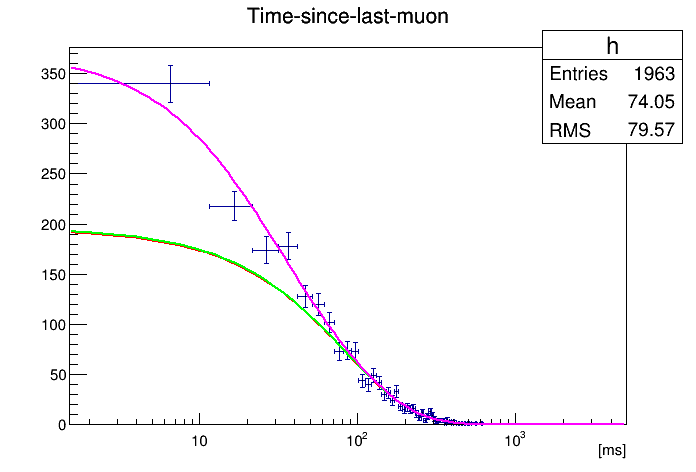 Time-since-last-muon
h
Entries 1963
Mean 74.05
RMS 79.57
350
300
250
200
150
100
50
0
10
10²
10³
[ms]